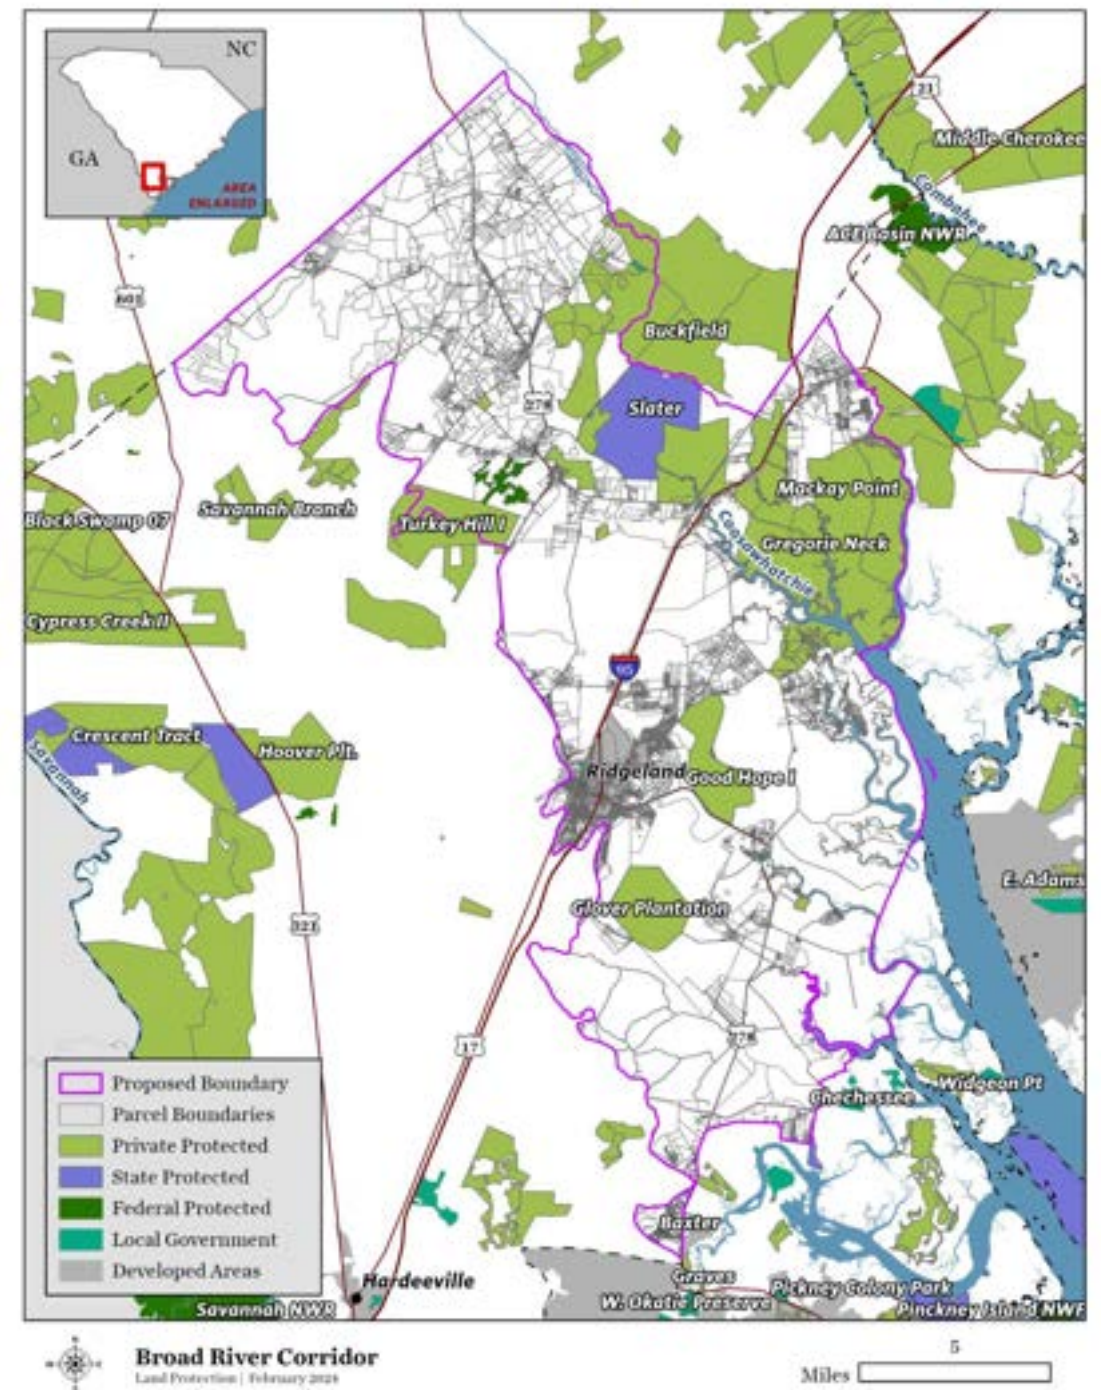 NC
GA
AREA
ENLARGED
21
Middle Cherokee
Combahee
ACE Basin NWR
601
Buckfield
Slater
278
Mackay Point
Savannah Branch
Black Swamp 07
Turkey Hill I
Coosawhatchie
Gregorie Neck
Cypress Creek II
95
Crescent Tract
Hoover Plt.
Savannah
Ridgeland
Good Hope I
E. Adams
Glover Plantation
321
278
17
Widgeon Pt
Chechessee
Proposed Boundary
Parcel Boundaries
Private Protected
State Protected
Federal Protected
Local Government
Developed Areas
Baxter
Graves
Hardeeville
Pickney Colony Park
W. Okatie Preserve
Savannah NWR
Pinckney Island NWF
Broad River Corridor
Land Protection | February
5
Miles